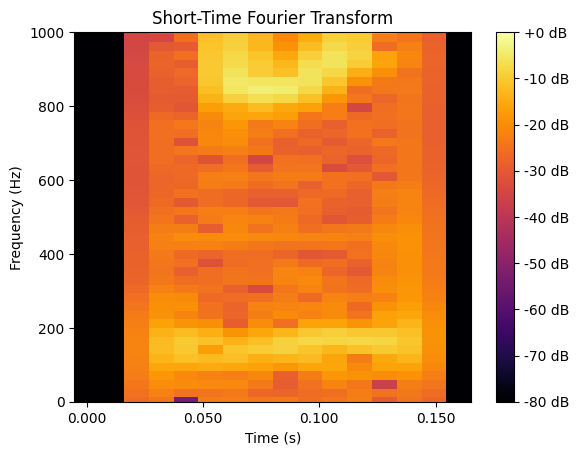 Short-Time Fourier Transform
1000
800
600
400
200
0
Frequency (Hz)
0.000
0.050
0.100
0.150
Time (s)
+0 dB
-10 dB
-20 dB
-30 dB
-40 dB
-50 dB
-60 dB
-70 dB
-80 dB